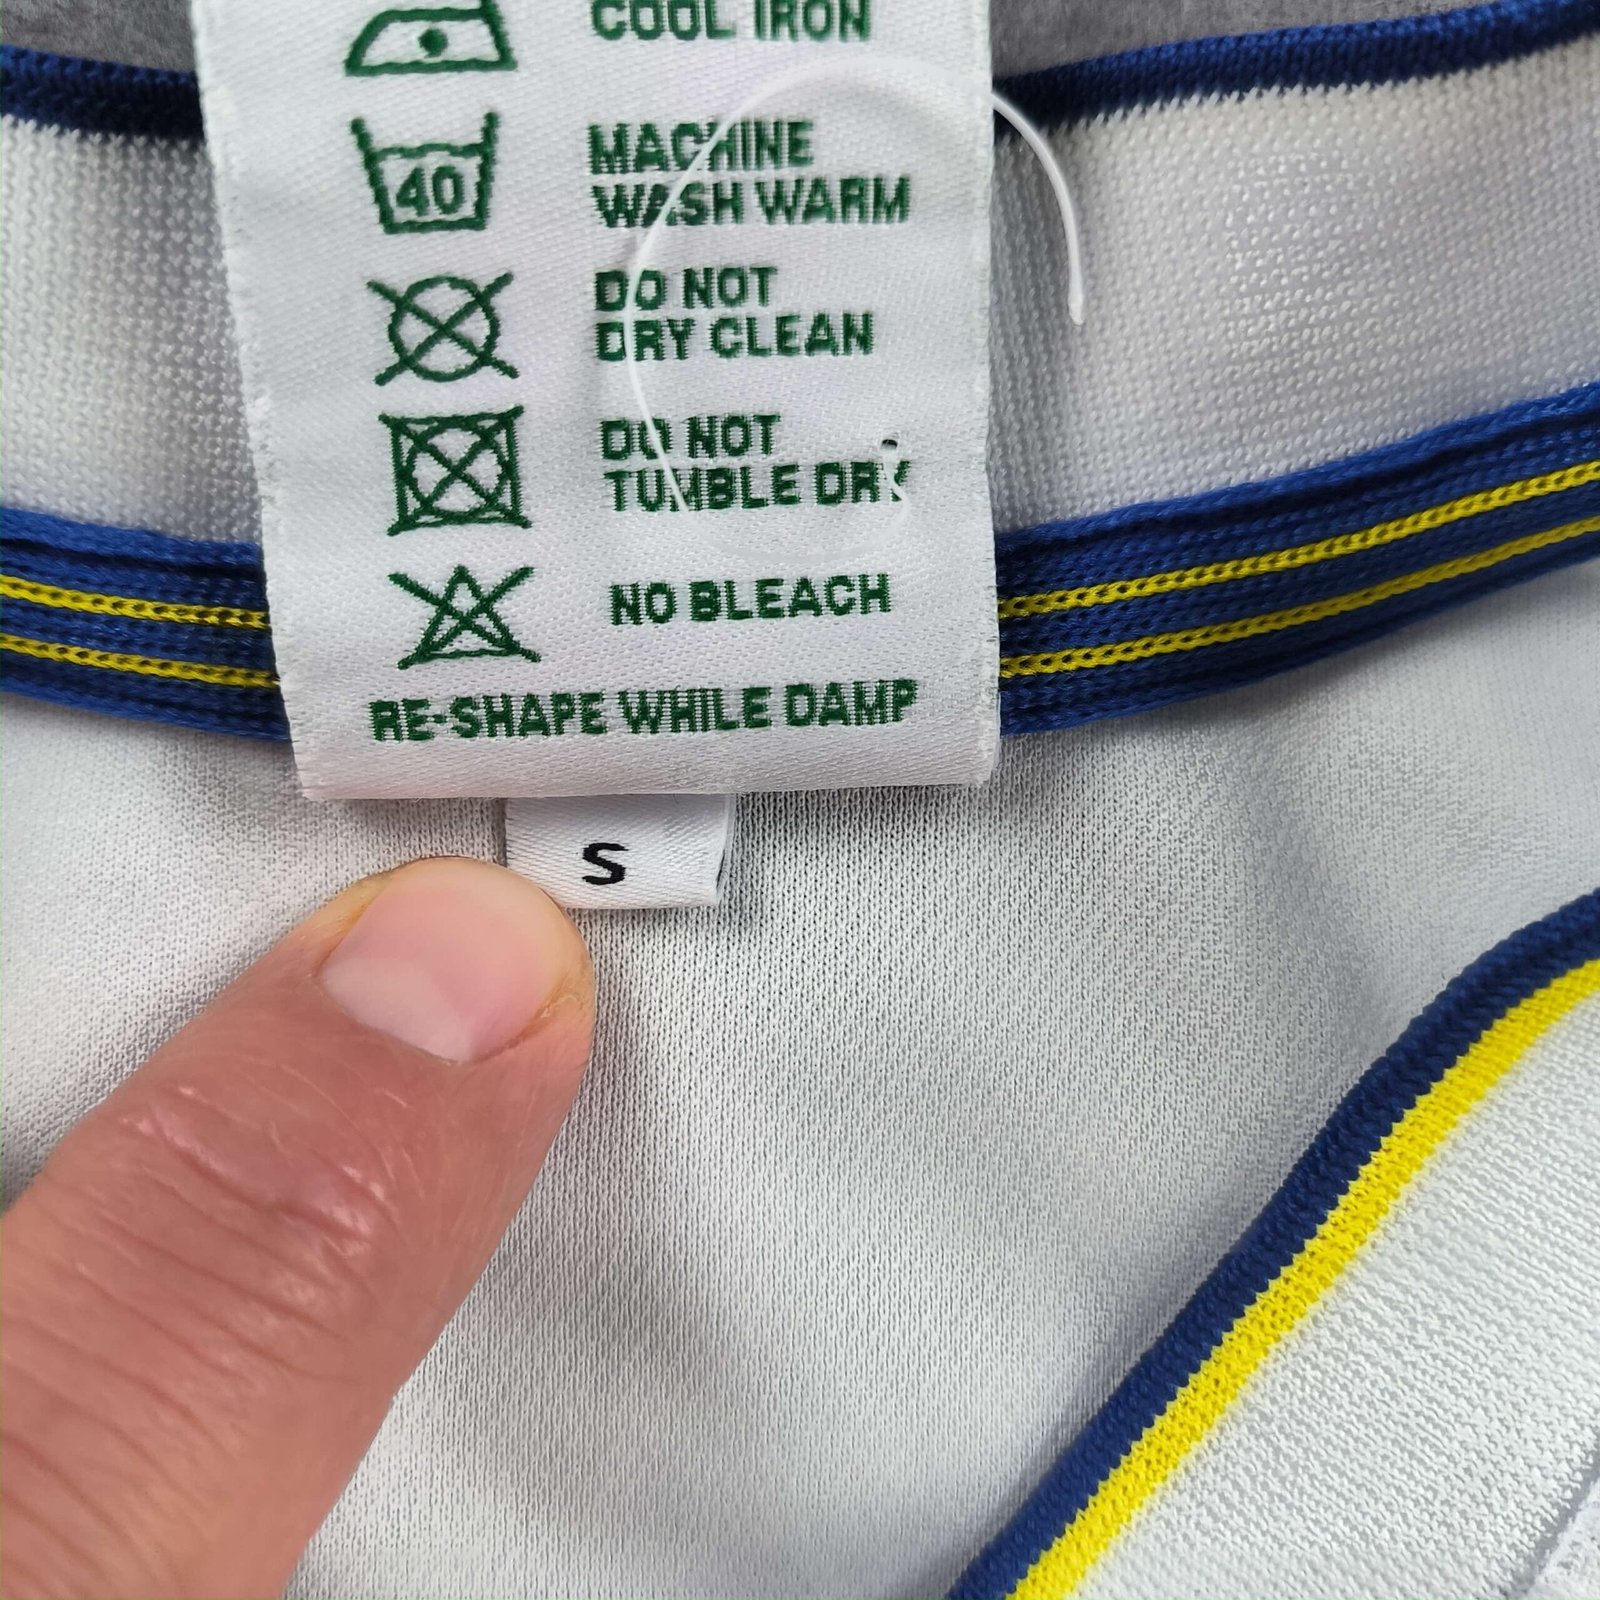 COOL IRON
40
MACHINE
WASH WARM
DO NOT
DRY CLEAN
DO NOT
TUMBLE DRY
NO BLEACH
RE-SHAPE WHILE DAMP
S